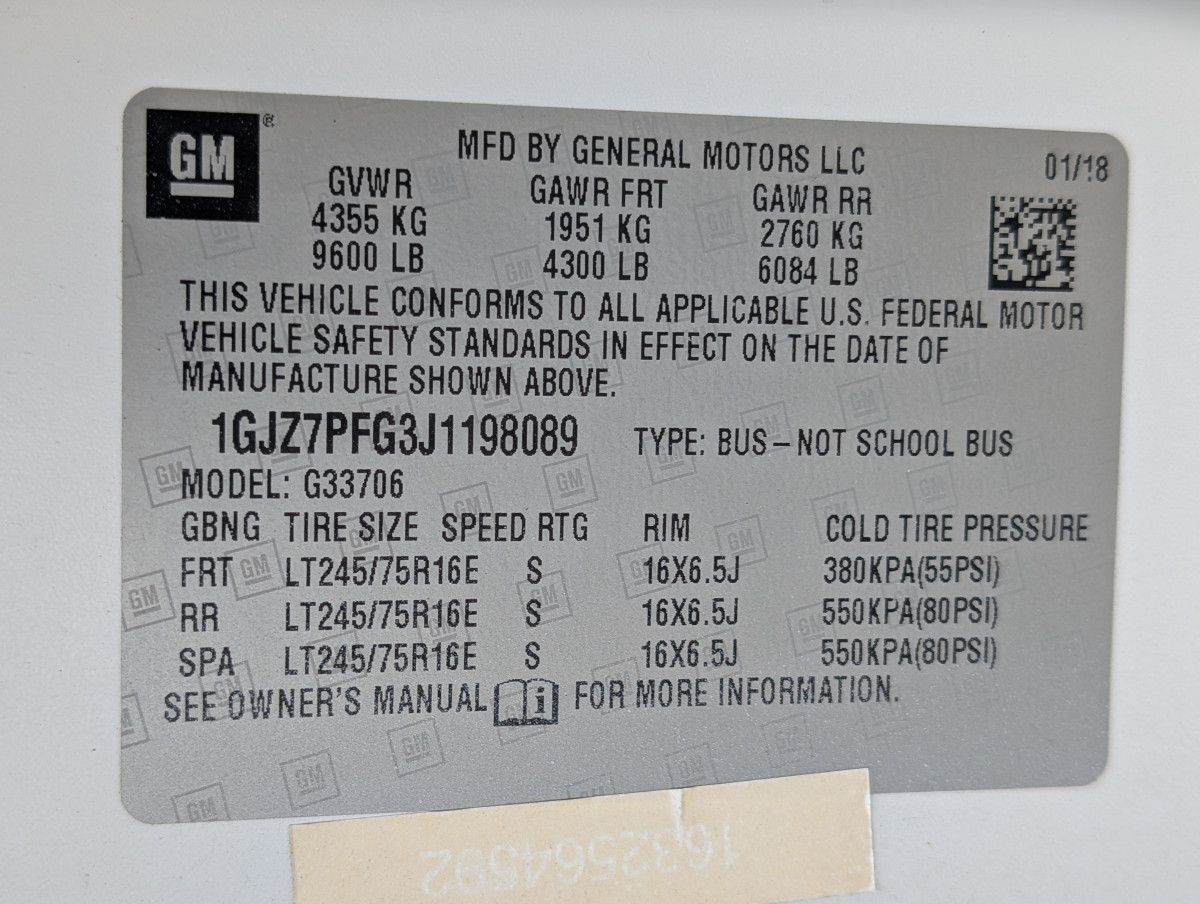 GM
MFD BY GENERAL MOTORS LLC
01/18
GVWR GAWR FRT GAWR RR
4355 KG 1951 KG 2760 KG
9600 LB 4300 LB 6084 LB
THIS VEHICLE CONFORMS TO ALL APPLICABLE U.S. FEDERAL MOTOR
VEHICLE SAFETY STANDARDS IN EFFECT ON THE DATE OF
MANUFACTURE SHOWN ABOVE.
1GJZ7PFG3J1198089 TYPE: BUS – NOT SCHOOL BUS
MODEL: G33706
GBNG TIRE SIZE SPEED RTG RIM COLD TIRE PRESSURE
FRT LT245/75R16E S 16X6.5J 380KPA(55PSI)
RR LT245/75R16E S 16X6.5J 550KPA(80PSI)
SPA LT245/75R16E S 16X6.5J 550KPA(80PSI)
SEE OWNER'S MANUAL i FOR MORE INFORMATION.
1632564592